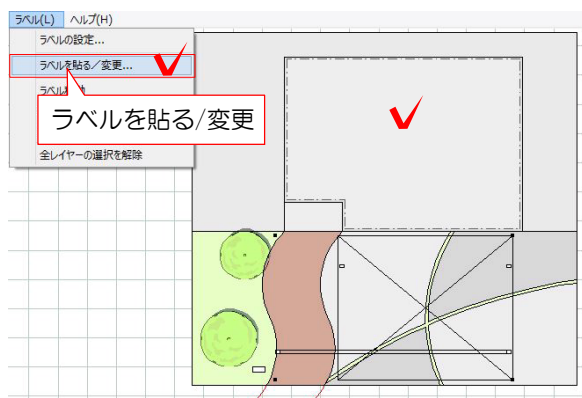 ラベル(L) ヘルプ(H)
ラベルの設定...
ラベルを貼る／変更...
ラベルを貼る/変更
全レイヤーの選択を解除